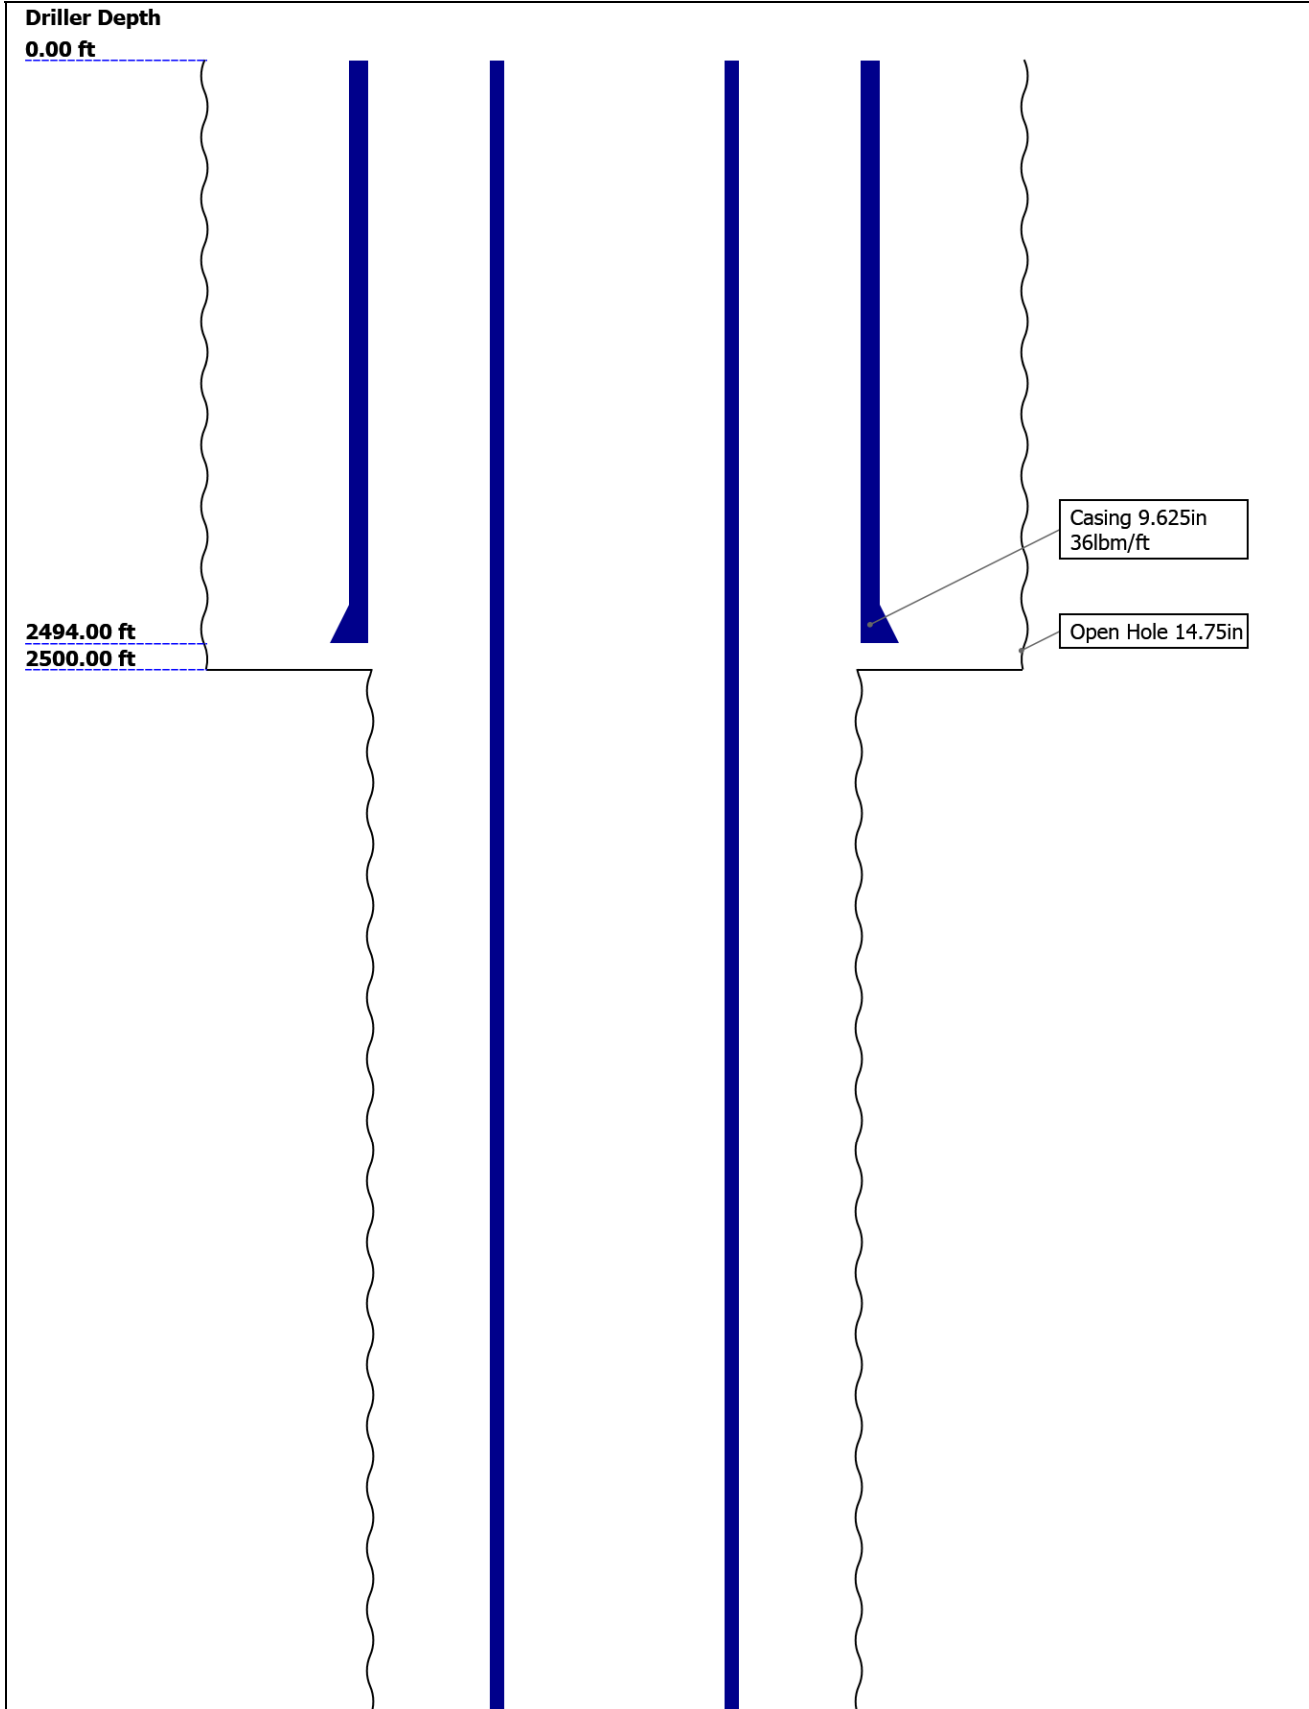 Driller Depth
0.00 ft
Casing 9.625in
36lbm/ft
2494.00 ft
Open Hole 14.75in
2500.00 ft